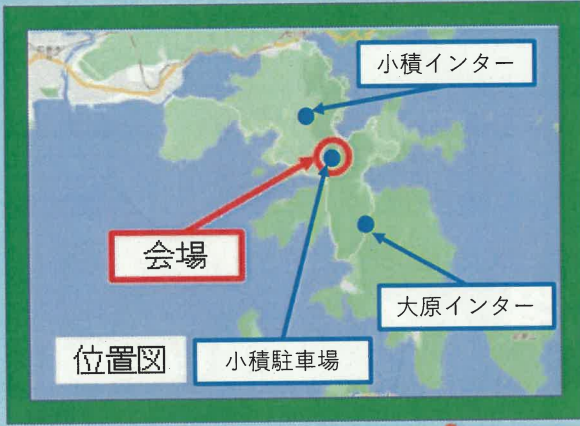 小積インター
会場
大原インター
位置図
小積駐車場